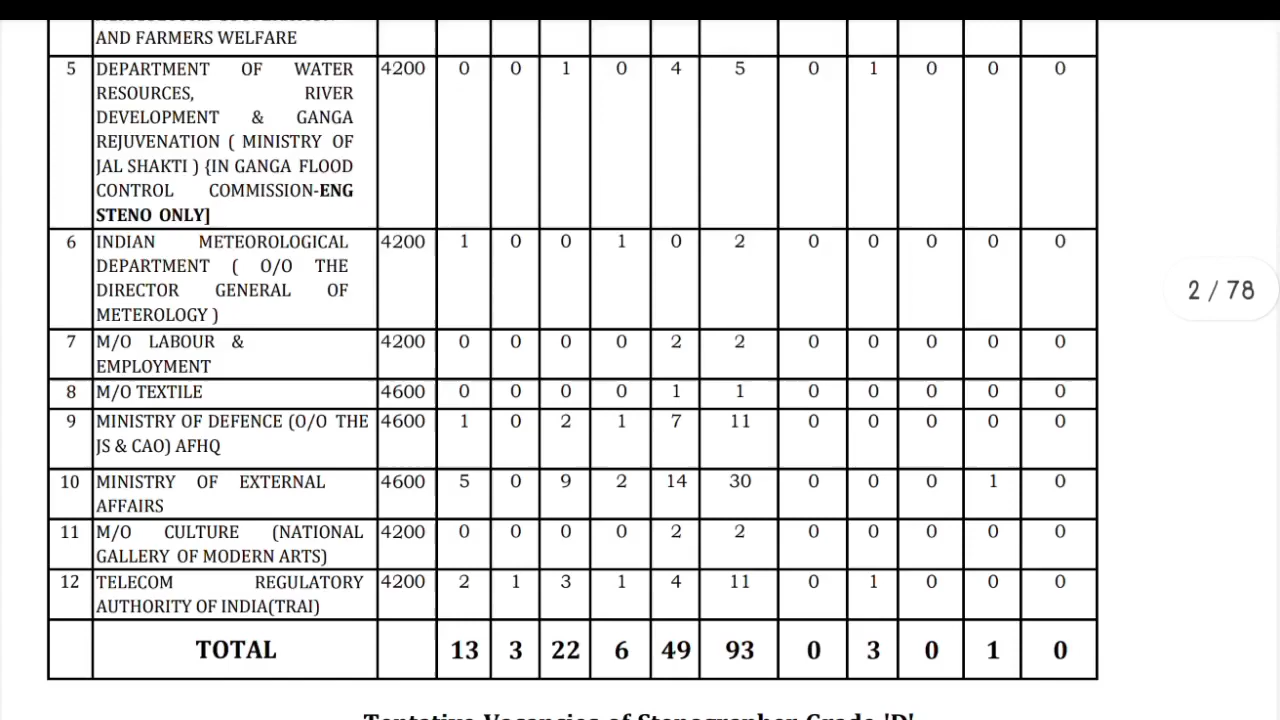 AND FARMERS WELFARE
5 DEPARTMENT OF WATER 4200 0 0 1 0 4 5 0 1 0 0 0
RESOURCES, RIVER
DEVELOPMENT & GANGA
REJUVENATION ( MINISTRY OF
JAL SHAKTI ) {IN GANGA FLOOD
CONTROL COMMISSION-ENG
STENO ONLY]
6 INDIAN METEOROLOGICAL 4200 1 0 0 1 0 2 0 0 0 0 0
DEPARTMENT ( O/O THE
DIRECTOR GENERAL OF
METEROLOGY )
2 / 78
7 M/O LABOUR & 4200 0 0 0 0 2 2 0 0 0 0 0
EMPLOYMENT
8 M/O TEXTILE 4600 0 0 0 0 1 1 0 0 0 0 0
9 MINISTRY OF DEFENCE (O/O THE 4600 1 0 2 1 7 11 0 0 0 0 0
JS & CAO) AFHQ
10 MINISTRY OF EXTERNAL 4600 5 0 9 2 14 30 0 0 0 1 0
AFFAIRS
11 M/O CULTURE (NATIONAL 4200 0 0 0 0 2 2 0 0 0 0 0
GALLERY OF MODERN ARTS)
12 TELECOM REGULATORY 4200 2 1 3 1 4 11 0 1 0 0 0
AUTHORITY OF INDIA(TRAI)
TOTAL 13 3 22 6 49 93 0 3 0 1 0
Tentative Vacancies of Stenographer Grade 'D'